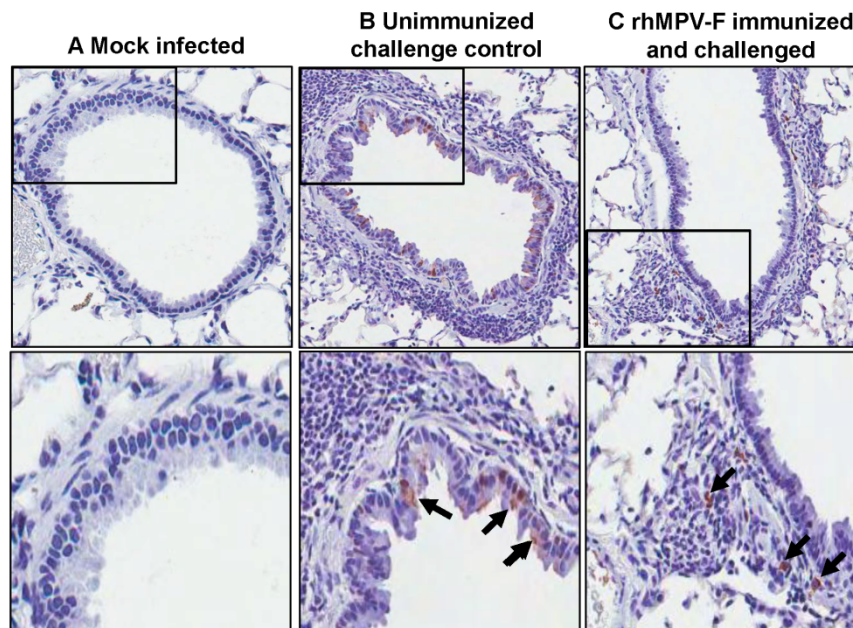 A Mock infected
B Unimmunized
challenge control
C rhMPV-F immunized
and challenged